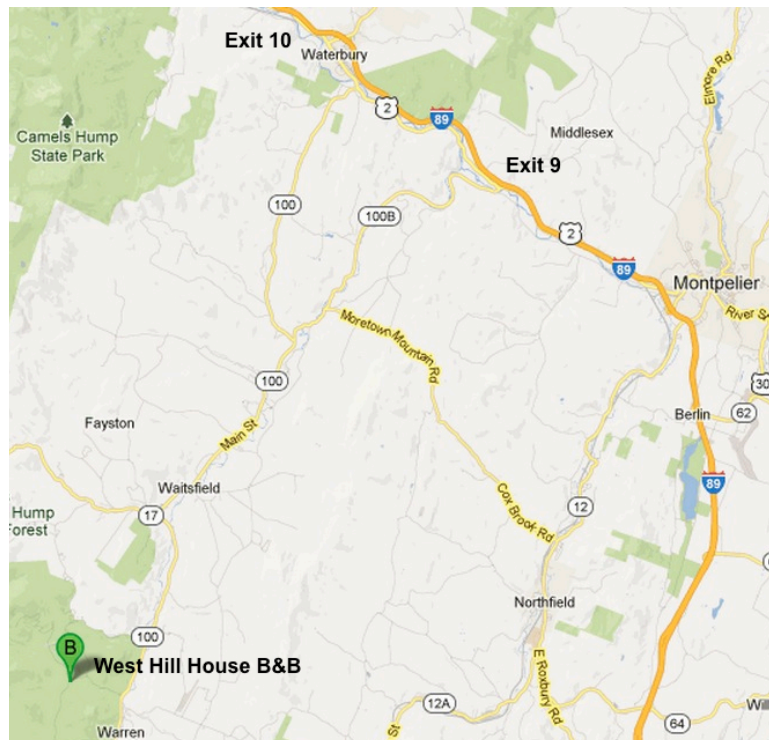 Exit 10
Waterbury
Elmore Rd
2
89
Camels Hump
State Park
Middlesex
Exit 9
100
100B
2
89
Montpelier
River St
Moretown Mountain Rd
100
30
Berlin
62
Fayston
Main St
Waitsfield
89
Hump
Forest
17
Cox Brook Rd
12
Northfield
100
B
West Hill House B&B
E Roxbury Rd
12A
St
64
Will
Warren